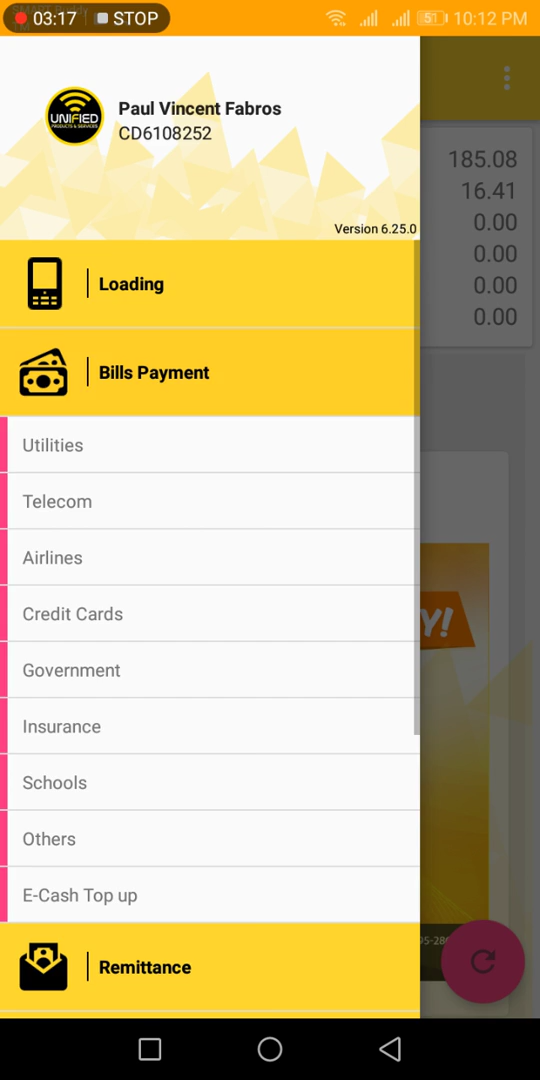 03:17 STOP 51 10:12 PM
UNIFIED
PRODUCTS & SERVICES
Paul Vincent Fabros
CD6108252
Version 6.25.0
185.08
16.41
0.00
0.00
0.00
0.00
Loading
Bills Payment
Utilities
Telecom
Airlines
Credit Cards
Y!
Government
Insurance
Schools
Others
E-Cash Top up
Remittance